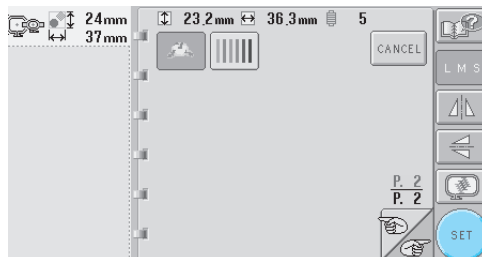 24mm
37mm
23.2mm 36.3mm 5
CANCEL
L M S
P. 2
P. 2
SET